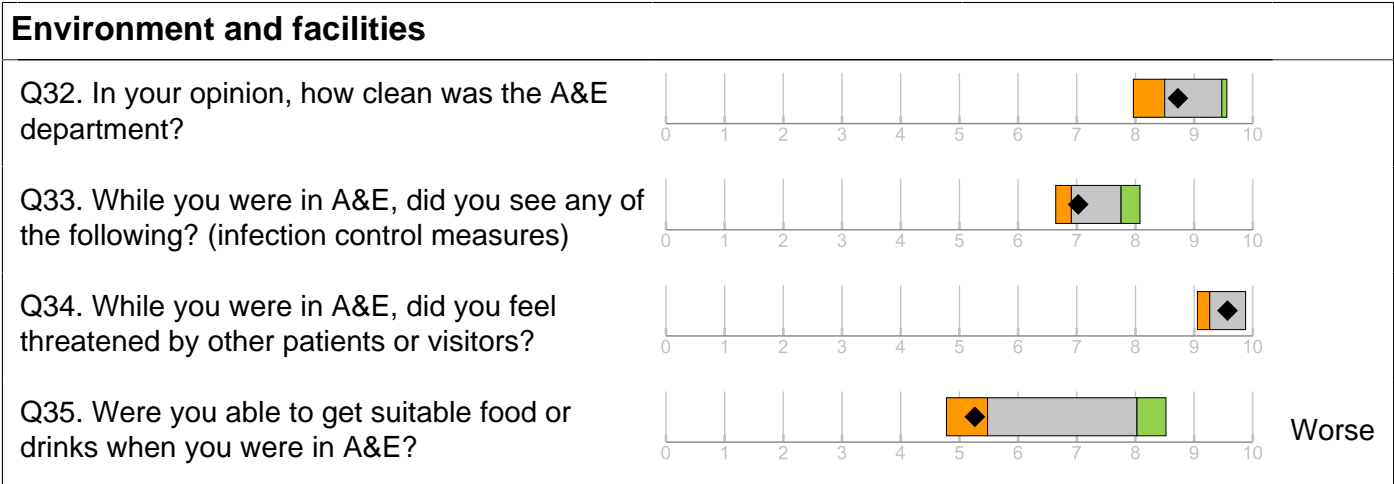 Environment and facilities
Q32. In your opinion, how clean was the A&E
department?
0 1 2 3 4 5 6 7 8 9 10
Q33. While you were in A&E, did you see any of
the following? (infection control measures)
0 1 2 3 4 5 6 7 8 9 10
Q34. While you were in A&E, did you feel
threatened by other patients or visitors?
0 1 2 3 4 5 6 7 8 9 10
Q35. Were you able to get suitable food or
drinks when you were in A&E?
Worse
0 1 2 3 4 5 6 7 8 9 10